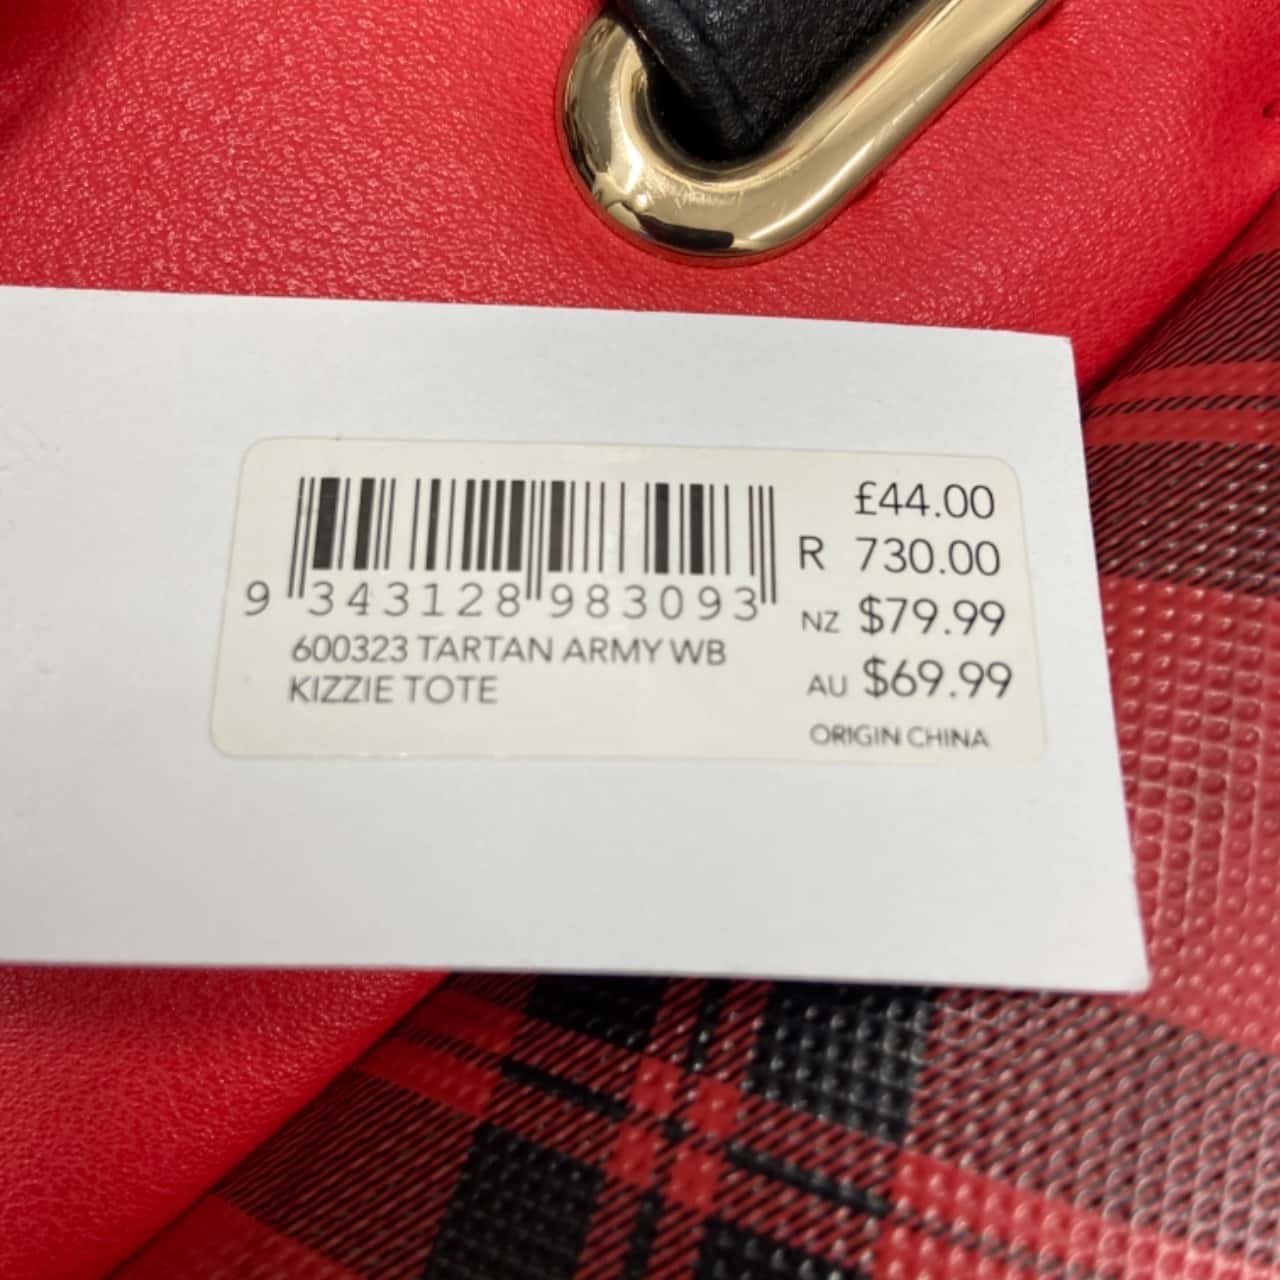 £44.00
R 730.00
9 343128 983093
NZ $79.99
600323 TARTAN ARMY WB
KIZZIE TOTE
AU $69.99
ORIGIN CHINA